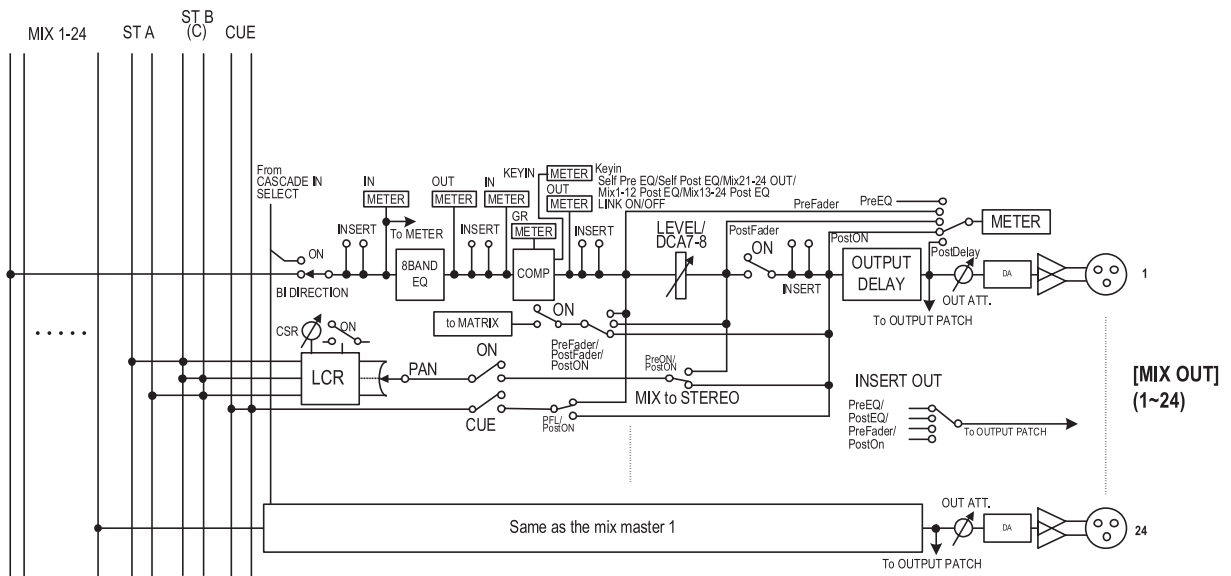 MIX 1-24
ST A
ST B
(C)
CUE
From
CASCADE IN
SELECT
ON
BI DIRECTION
INSERT
IN
METER
To METER
8BAND
EQ
OUT
METER
INSERT
IN
METER
GR
METER
COMP
KEYIN
METER
Keyin
Self Pre EQ/Self Post EQ/Mix21-24 OUT/
Mix1-12 Post EQ/Mix13-24 Post EQ
LINK ON/OFF
OUT
METER
INSERT
LEVEL/
DCA7-8
PreFader
PreEQ
PostFader
ON
INSERT
PostON
METER
PostDelay
OUTPUT
DELAY
OUT ATT.
DA
1
To OUTPUT PATCH
to MATRIX
ON
PreFader/
PostFader/
PostON
CSR
ON
LCR
PAN
ON
PreON/
PostON
MIX to STEREO
CUE
PFL/
PostON
INSERT OUT
PreEQ/
PostEQ/
PreFader/
PostOn
To OUTPUT PATCH
[MIX OUT]
(1~24)
Same as the mix master 1
OUT ATT.
DA
24
To OUTPUT PATCH